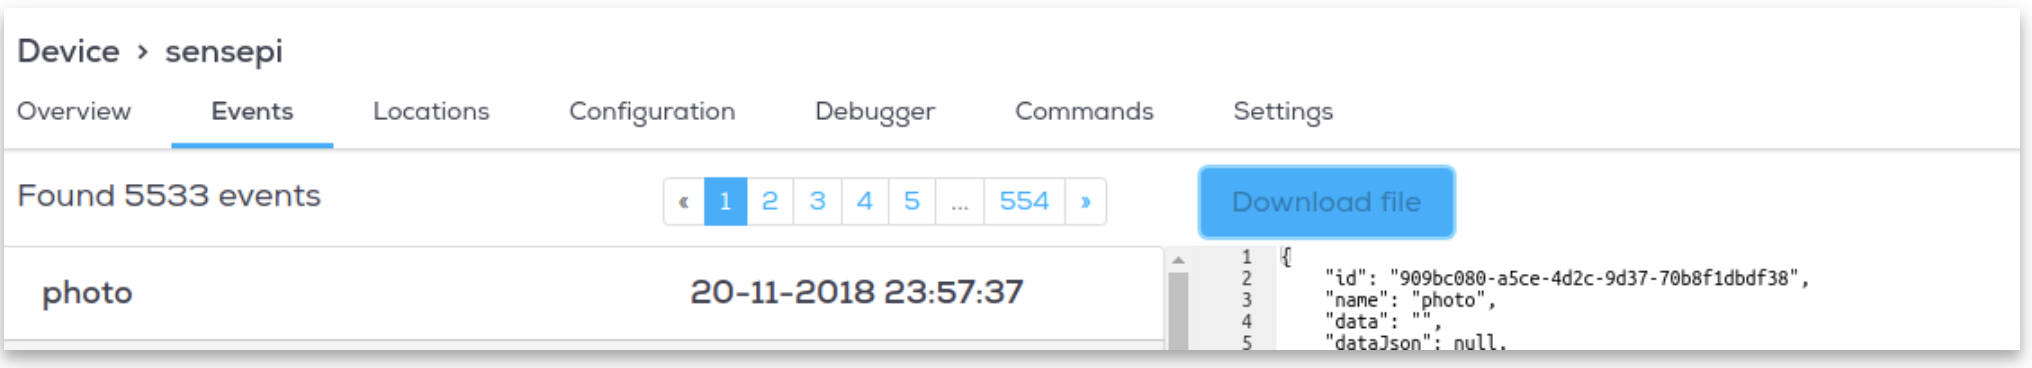 Device > sensepi
Overview Events Locations Configuration Debugger Commands Settings
Found 5533 events « 1 2 3 4 5 ... 554 » Download file
photo 20-11-2018 23:57:37
1 {
2 "id": "909bc080-a5ce-4d2c-9d37-70b8f1dbdf38",
3 "name": "photo",
4 "data": "",
5 "dataJson": null,